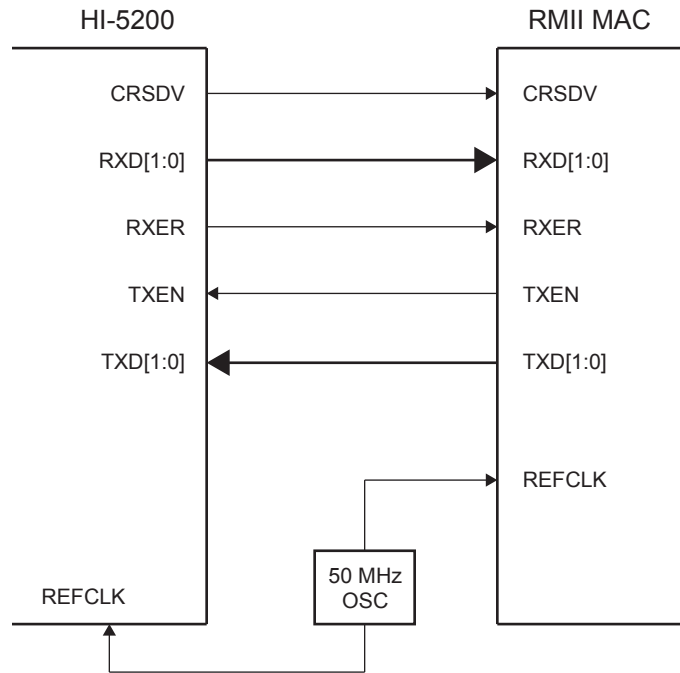 HI-5200
RMII MAC
CRSDV
CRSDV
RXD[1:0]
RXD[1:0]
RXER
RXER
TXEN
TXEN
TXD[1:0]
TXD[1:0]
REFCLK
50 MHz
OSC
REFCLK